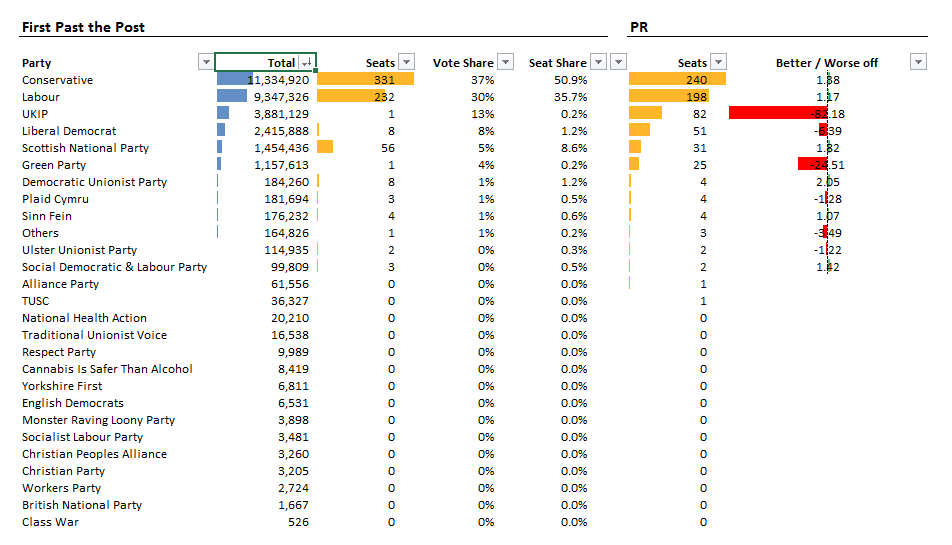 First Past the Post PR
Party Total Seats Vote Share Seat Share Seats Better / Worse off
Conservative 11,334,920 331 37% 50.9% 240 1.38
Labour 9,347,326 232 30% 35.7% 198 1.17
UKIP 3,881,129 1 13% 0.2% 82 -82.18
Liberal Democrat 2,415,888 8 8% 1.2% 51 -6.39
Scottish National Party 1,454,436 56 5% 8.6% 31 1.82
Green Party 1,157,613 1 4% 0.2% 25 -24.51
Democratic Unionist Party 184,260 8 1% 1.2% 4 2.05
Plaid Cymru 181,694 3 1% 0.5% 4 -1.28
Sinn Fein 176,232 4 1% 0.6% 4 1.07
Others 164,826 1 1% 0.2% 3 -3.49
Ulster Unionist Party 114,935 2 0% 0.3% 2 -1.22
Social Democratic & Labour Party 99,809 3 0% 0.5% 2 1.42
Alliance Party 61,556 0 0% 0.0% 1
TUSC 36,327 0 0% 0.0% 1
National Health Action 20,210 0 0% 0.0% 0
Traditional Unionist Voice 16,538 0 0% 0.0% 0
Respect Party 9,989 0 0% 0.0% 0
Cannabis Is Safer Than Alcohol 8,419 0 0% 0.0% 0
Yorkshire First 6,811 0 0% 0.0% 0
English Democrats 6,531 0 0% 0.0% 0
Monster Raving Loony Party 3,898 0 0% 0.0% 0
Socialist Labour Party 3,481 0 0% 0.0% 0
Christian Peoples Alliance 3,260 0 0% 0.0% 0
Christian Party 3,205 0 0% 0.0% 0
Workers Party 2,724 0 0% 0.0% 0
British National Party 1,667 0 0% 0.0% 0
Class War 526 0 0% 0.0% 0